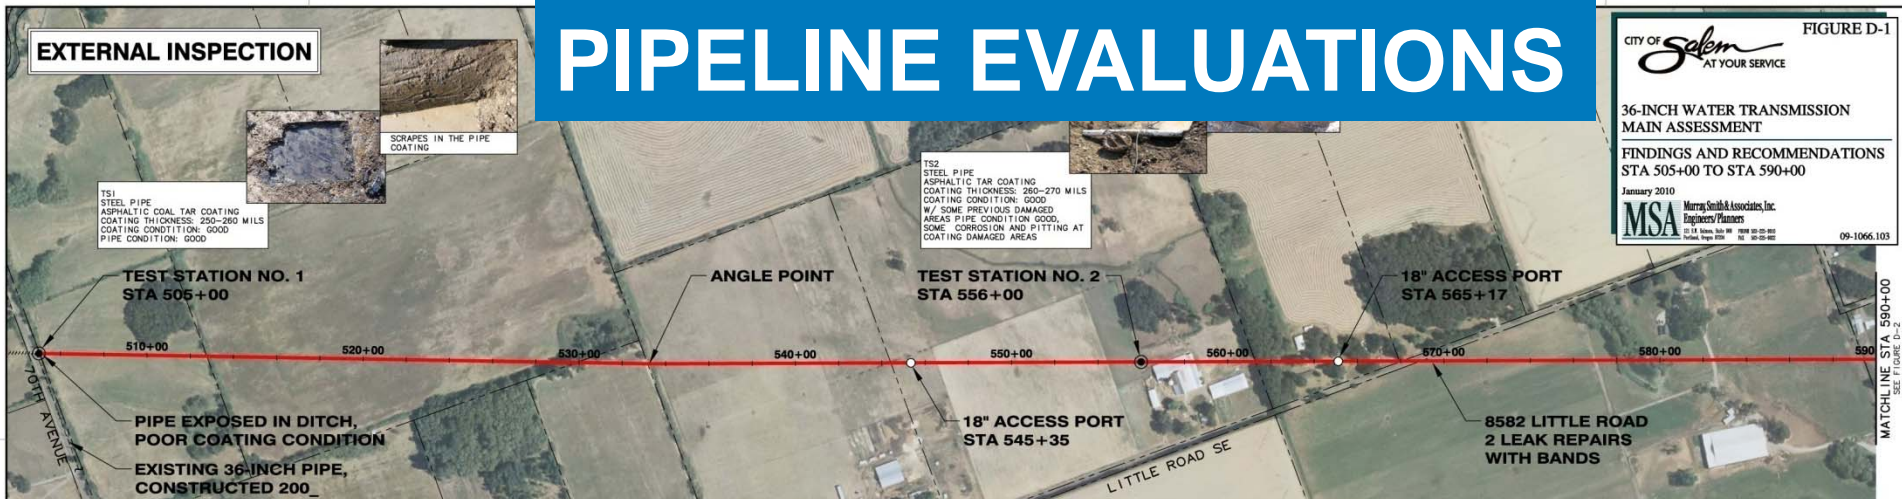 PIPELINE EVALUATIONS
EXTERNAL INSPECTION
SCRAPES IN THE PIPE
COATING
TS1
STEEL PIPE
ASPHALTIC COAL TAR COATING
COATING THICKNESS: 250-260 MILS
COATING CONDTITION: GOOD
PIPE CONDITION: GOOD
TS2
STEEL PIPE
ASPHALTIC TAR COATING
COATING THICKNESS: 260-270 MILS
COATING CONDITION: GOOD
W/ SOME PREVIOUS DAMAGED
AREAS PIPE CONDITION GOOD,
SOME CORROSION AND PITTING AT
COATING DAMAGED AREAS
FIGURE D-1
CITY OF Salem
AT YOUR SERVICE
36-INCH WATER TRANSMISSION
MAIN ASSESSMENT
FINDINGS AND RECOMMENDATIONS
STA 505+00 TO STA 590+00
January 2010
MSA Murray, Smith & Associates, Inc.
Engineers/Planners
09-1066.103
TEST STATION NO. 1
STA 505+00
ANGLE POINT
TEST STATION NO. 2
STA 556+00
18" ACCESS PORT
STA 565+17
510+00
520+00
530+00
540+00
550+00
560+00
570+00
580+00
590
MATCHLINE STA 590+00
SEE FIGURE D-2
70TH AVENUE
PIPE EXPOSED IN DITCH,
POOR COATING CONDITION
EXISTING 36-INCH PIPE,
CONSTRUCTED 200_
18" ACCESS PORT
STA 545+35
LITTLE ROAD SE
8582 LITTLE ROAD
2 LEAK REPAIRS
WITH BANDS